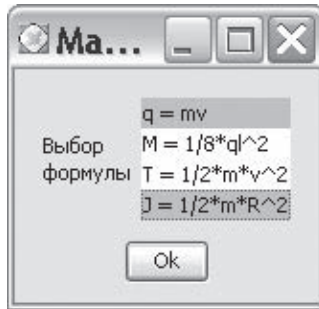 Ma...
q = mv
M = 1/8*ql^2
Выбор
формулы
T = 1/2*m*v^2
J = 1/2*m*R^2
Ok